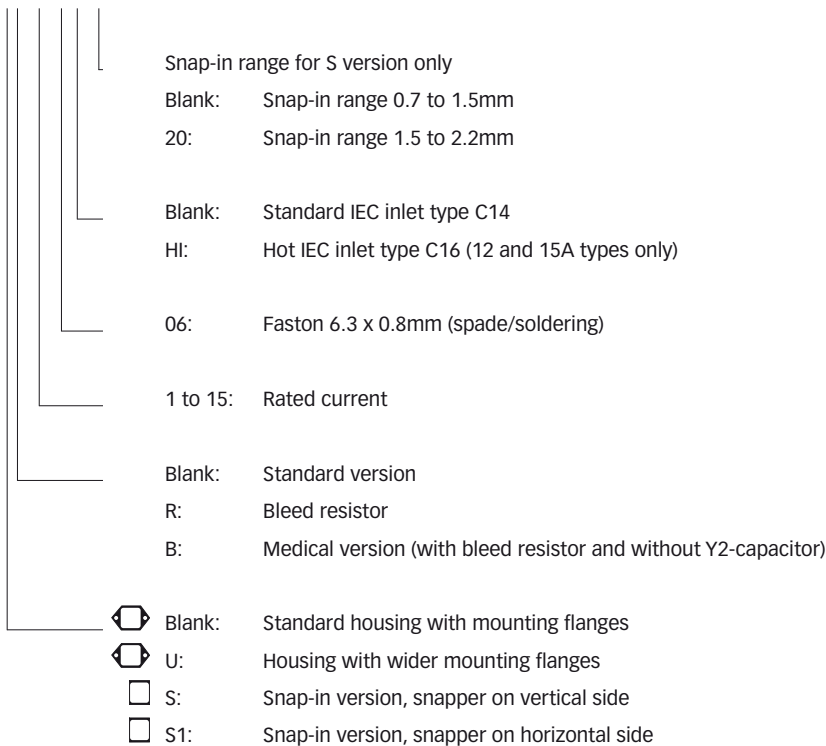 Snap-in range for S version only
Blank: Snap-in range 0.7 to 1.5mm
20: Snap-in range 1.5 to 2.2mm
Blank: Standard IEC inlet type C14
HI: Hot IEC inlet type C16 (12 and 15A types only)
06: Faston 6.3 x 0.8mm (spade/soldering)
1 to 15: Rated current
Blank: Standard version
R: Bleed resistor
B: Medical version (with bleed resistor and without Y2-capacitor)
Blank: Standard housing with mounting flanges
U: Housing with wider mounting flanges
S: Snap-in version, snapper on vertical side
S1: Snap-in version, snapper on horizontal side